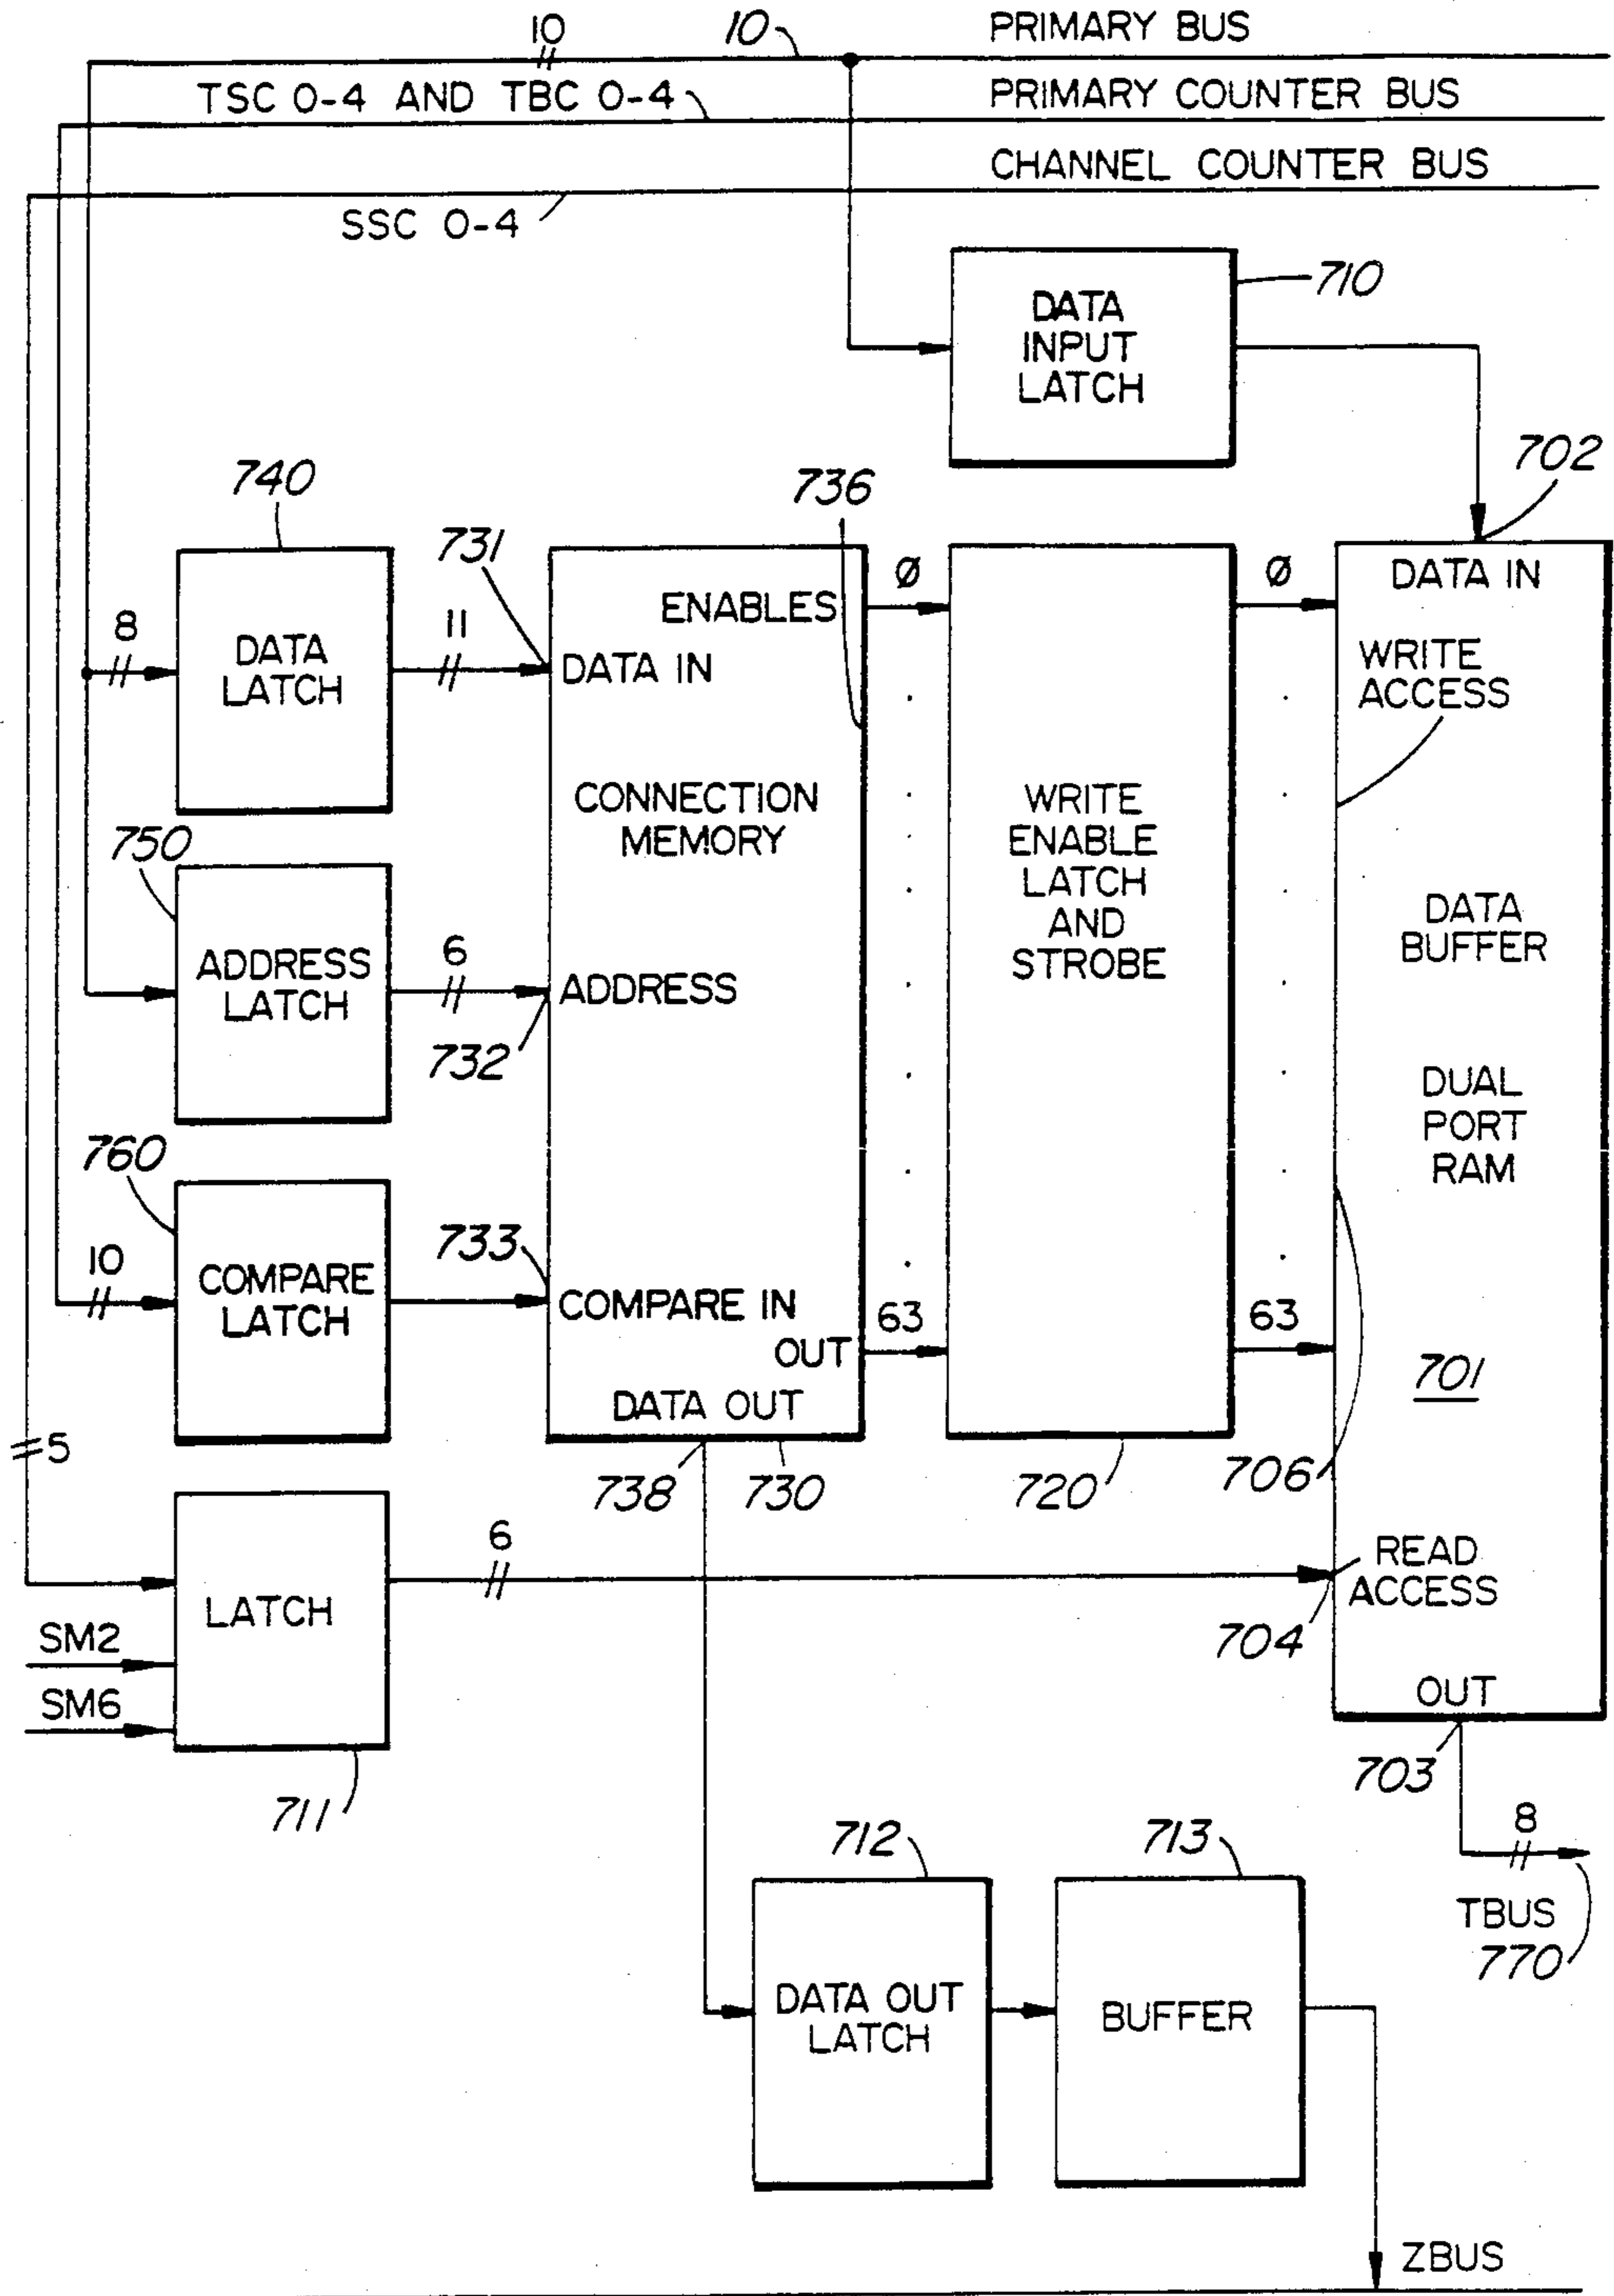 10
10
PRIMARY BUS
TSC 0-4 AND TBC 0-4
PRIMARY COUNTER BUS
CHANNEL COUNTER BUS
SSC 0-4
710
DATA
INPUT
LATCH
702
740
731
736
8
DATA
LATCH
11
ENABLES
DATA IN
CONNECTION
MEMORY
Ø
WRITE
ENABLE
LATCH
AND
STROBE
Ø
DATA IN
WRITE
ACCESS
DATA
BUFFER
DUAL
PORT
RAM
701
750
ADDRESS
LATCH
6
ADDRESS
732
760
10
COMPARE
LATCH
733
COMPARE IN
OUT
63
63
DATA OUT
5
738
730
720
706
LATCH
6
READ
ACCESS
704
SM2
SM6
711
OUT
703
8
TBUS
770
712
713
DATA OUT
LATCH
BUFFER
ZBUS